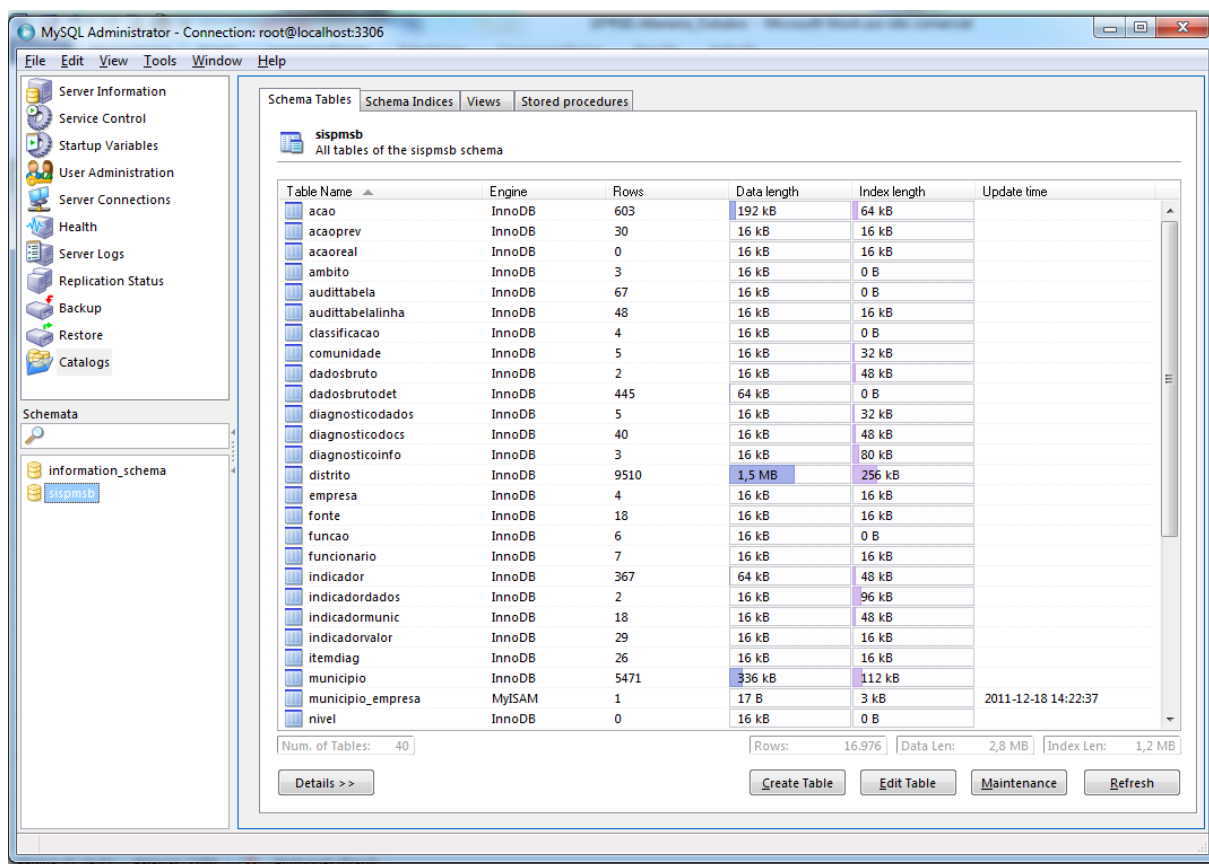 MySQL Administrator - Connection: root@localhost:3306
File Edit View Tools Window Help
Server Information
Service Control
Startup Variables
User Administration
Server Connections
Health
Server Logs
Replication Status
Backup
Restore
Catalogs
Schemata
information_schema
sispmsb
Schema Tables Schema Indices Views Stored procedures
sispmsb
All tables of the sispmsb schema
Table Name Engine Rows Data length Index length Update time
acao InnoDB 603 192 kB 64 kB
acaoprev InnoDB 30 16 kB 16 kB
acaoreal InnoDB 0 16 kB 16 kB
ambito InnoDB 3 16 kB 0 B
audittabela InnoDB 67 16 kB 0 B
audittabelalinha InnoDB 48 16 kB 16 kB
classificacao InnoDB 4 16 kB 0 B
comunidade InnoDB 5 16 kB 32 kB
dadosbruto InnoDB 2 16 kB 48 kB
dadosbrutodet InnoDB 445 64 kB 0 B
diagnosticodados InnoDB 5 16 kB 32 kB
diagnosticodocs InnoDB 40 16 kB 48 kB
diagnosticoinfo InnoDB 3 16 kB 80 kB
distrito InnoDB 9510 1,5 MB 256 kB
empresa InnoDB 4 16 kB 16 kB
fonte InnoDB 18 16 kB 16 kB
funcao InnoDB 6 16 kB 0 B
funcionario InnoDB 7 16 kB 16 kB
indicador InnoDB 367 64 kB 48 kB
indicadordados InnoDB 2 16 kB 96 kB
indicadormunic InnoDB 18 16 kB 48 kB
indicadorvalor InnoDB 29 16 kB 16 kB
itemdiag InnoDB 26 16 kB 16 kB
municipio InnoDB 5471 336 kB 112 kB
municipio_empresa MyISAM 1 17 B 3 kB 2011-12-18 14:22:37
nivel InnoDB 0 16 kB 0 B
Num. of Tables: 40 Rows: 16.976 Data Len: 2,8 MB Index Len: 1,2 MB
Details >> Create Table Edit Table Maintenance Refresh